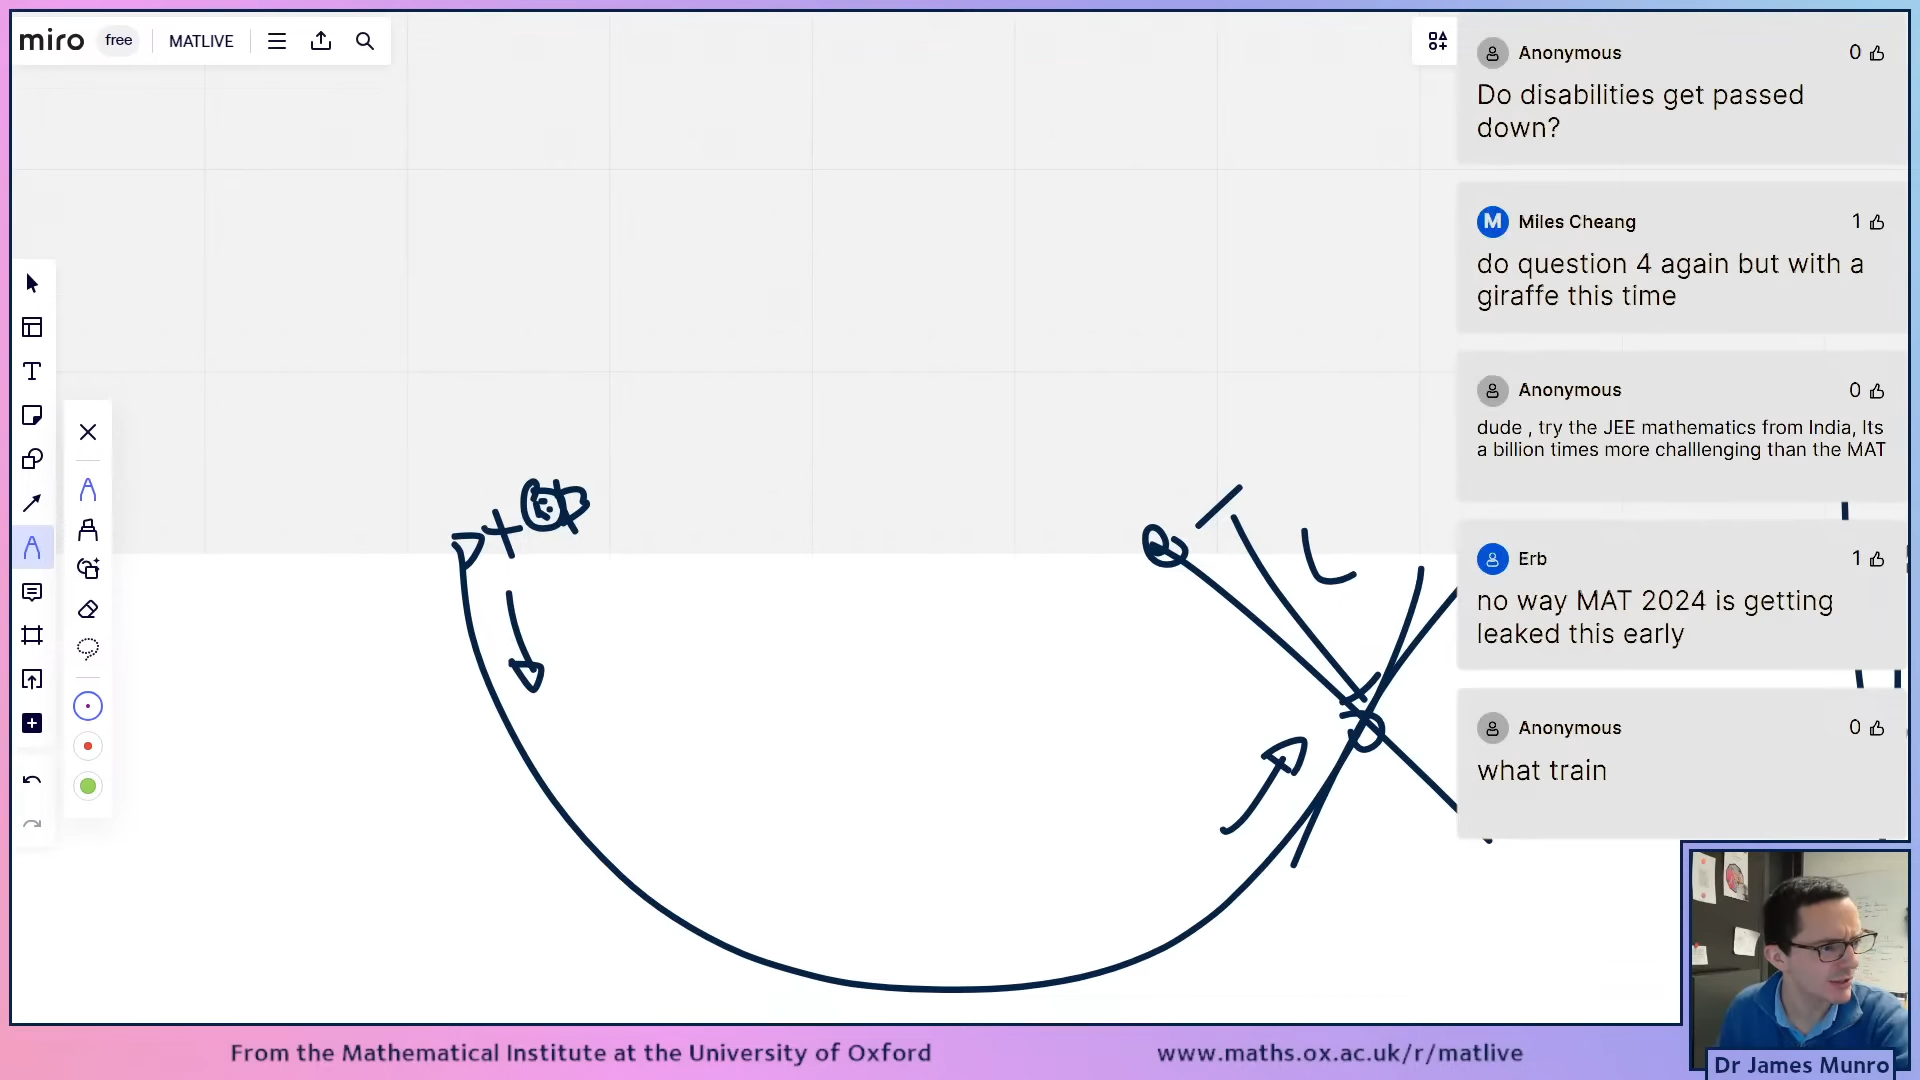 miro free MATLIVE
Anonymous 0
Do disabilities get passed
down?
M Miles Cheang 1
do question 4 again but with a
giraffe this time
Anonymous 0
dude , try the JEE mathematics from India, Its
a billion times more challlenging than the MAT
Erb 1
no way MAT 2024 is getting
leaked this early
Anonymous 0
what train
From the Mathematical Institute at the University of Oxford
www.maths.ox.ac.uk/r/matlive
Dr James Munro